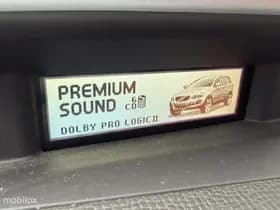 PREMIUM
SOUND 6
CD
DOLBY PRO LOGIC II
mobilox